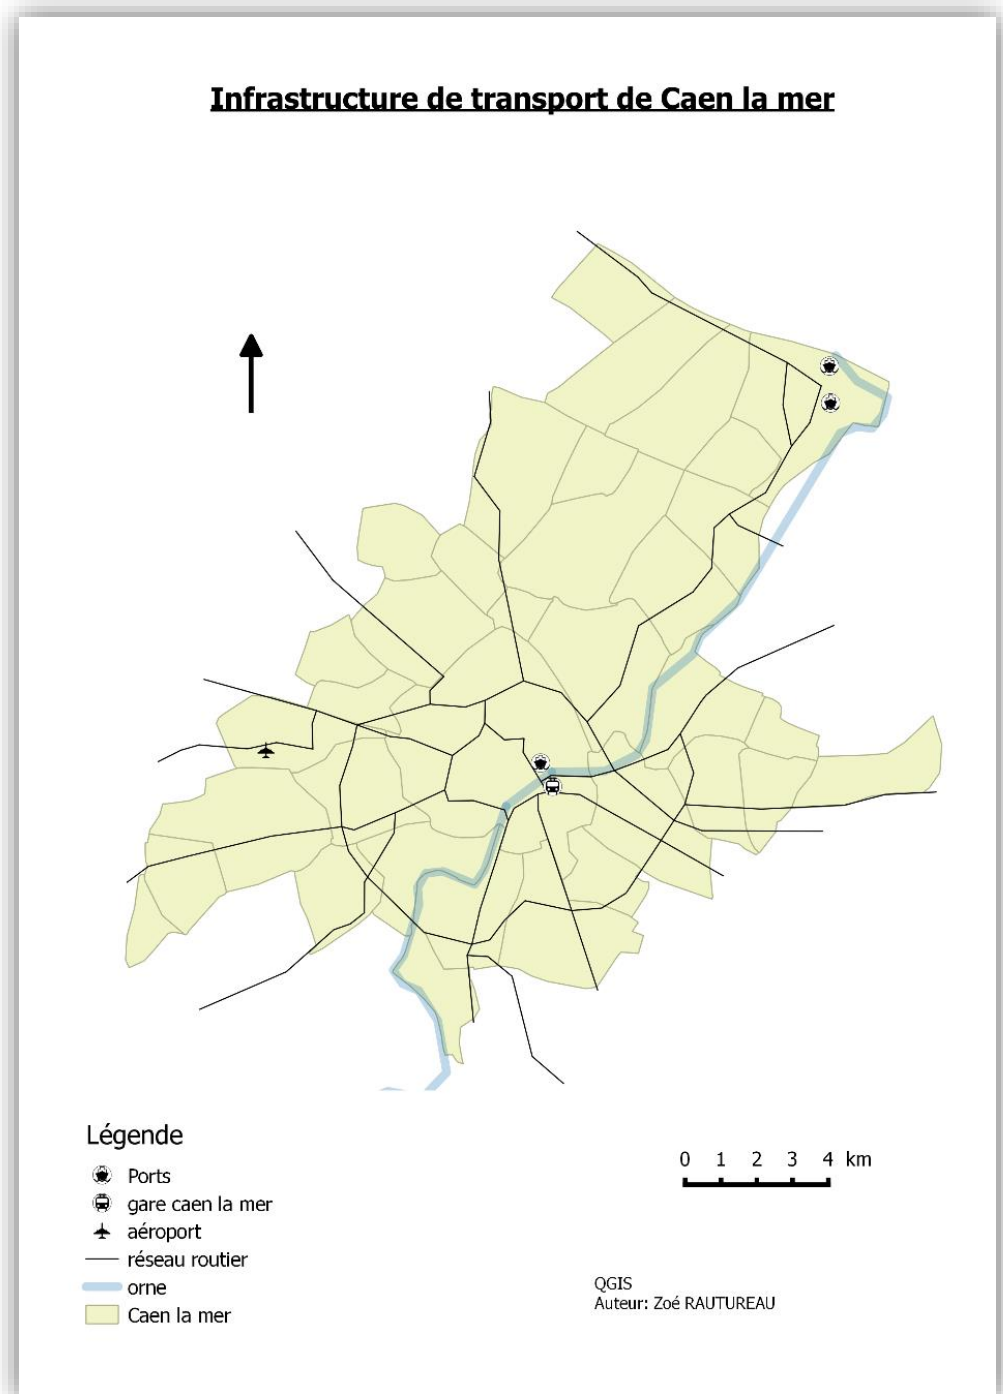 Infrastructure de transport de Caen la mer
Légende
Ports
gare caen la mer
aéroport
réseau routier
orne
Caen la mer
0 1 2 3 4 km
QGIS
Auteur: Zoé RAUTUREAU